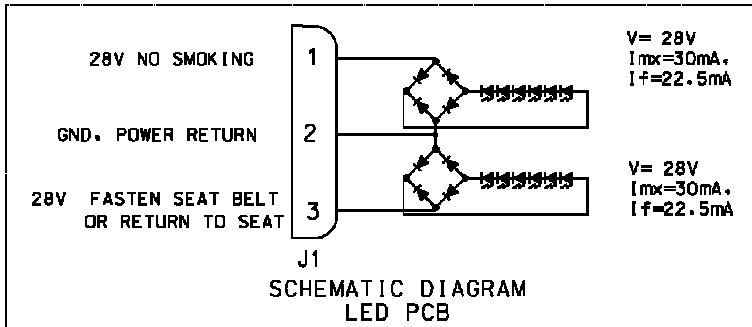 28V NO SMOKING
1
GND. POWER RETURN
2
28V FASTEN SEAT BELT
OR RETURN TO SEAT
3
J1
V= 28V
Imx=30mA.
If=22.5mA
V= 28V
Imx=30mA.
If=22.5mA
SCHEMATIC DIAGRAM
LED PCB